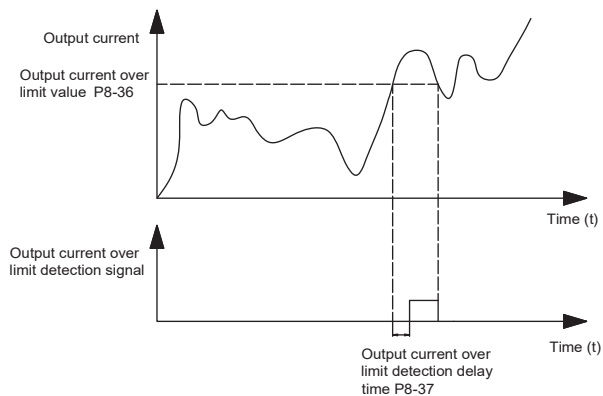 Output current
Output current over
limit value P8-36
Time (t)
Output current over
limit detection signal
Time (t)
Output current over
limit detection delay
time P8-37